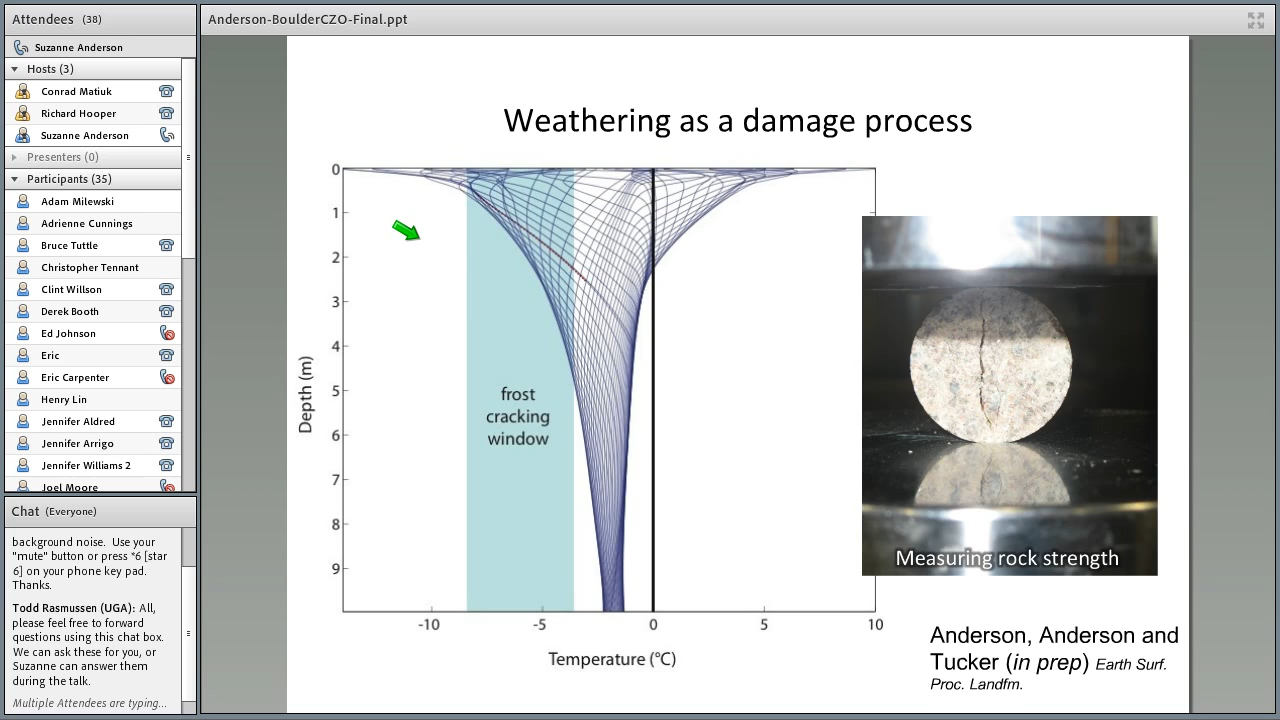 Attendees (38)
Suzanne Anderson
Hosts (3)
Conrad Matiuk
Richard Hooper
Suzanne Anderson
Presenters (0)
Participants (35)
Adam Milewski
Adrienne Cunnings
Bruce Tuttle
Christopher Tennant
Clint Willson
Derek Booth
Ed Johnson
Eric
Eric Carpenter
Henry Lin
Jennifer Aldred
Jennifer Arrigo
Jennifer Williams 2
Joel Moore
Chat (Everyone)
background noise. Use your
"mute" button or press *6 [star
6] on your phone key pad.
Thanks.
Todd Rasmussen (UGA): All,
please feel free to forward
questions using this chat box.
We can ask these for you, or
Suzanne can answer them
during the talk.
Multiple Attendees are typing...
Anderson-BoulderCZO-Final.ppt
Weathering as a damage process
0
1
2
3
4
5
6
7
8
9
Depth (m)
frost
cracking
window
-10 -5 0 5 10
Temperature (°C)
Measuring rock strength
Anderson, Anderson and
Tucker (in prep) Earth Surf.
Proc. Landfm.